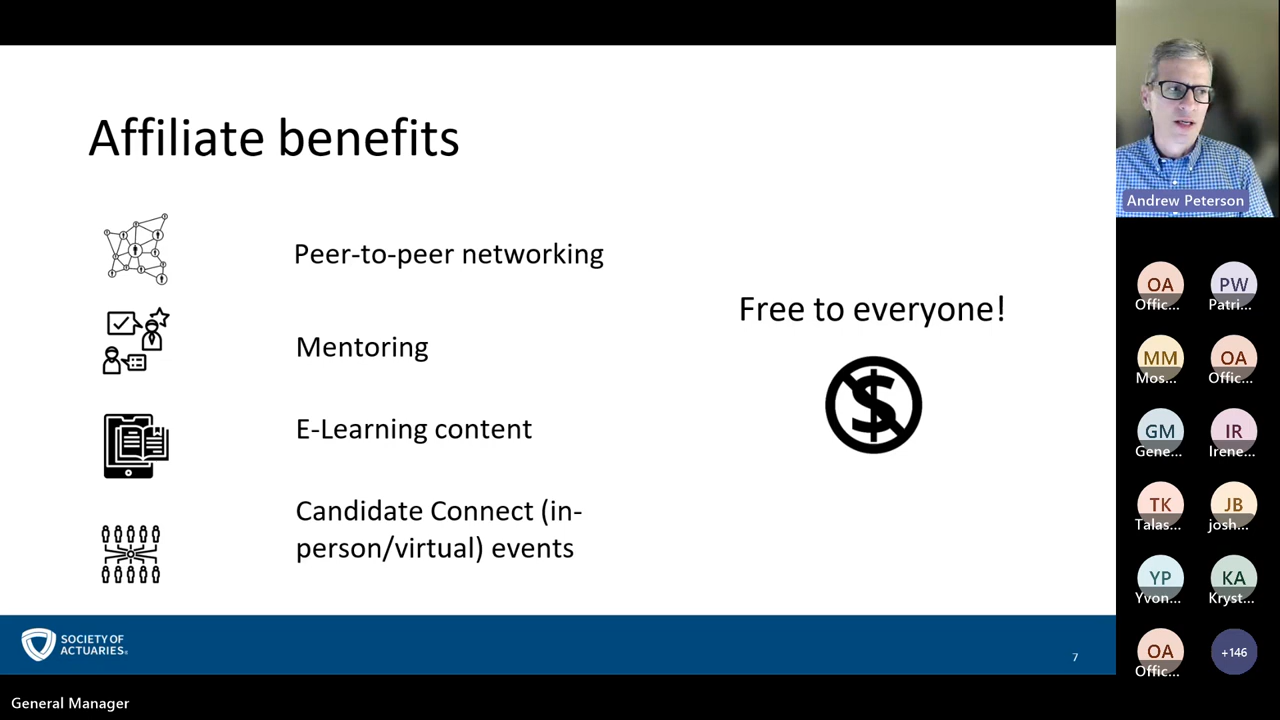 Affiliate benefits
Peer-to-peer networking
Mentoring
E-Learning content
Candidate Connect (in-
person/virtual) events
Free to everyone!
$
SOCIETY OF
ACTUARIES®
7
General Manager
Andrew Peterson
OA
Offic...
PW
Patri...
MM
Mos...
OA
Offic...
GM
Gene...
IR
Irene...
TK
Talas...
JB
josh...
YP
Yvon...
KA
Kryst...
OA
Offic...
+146